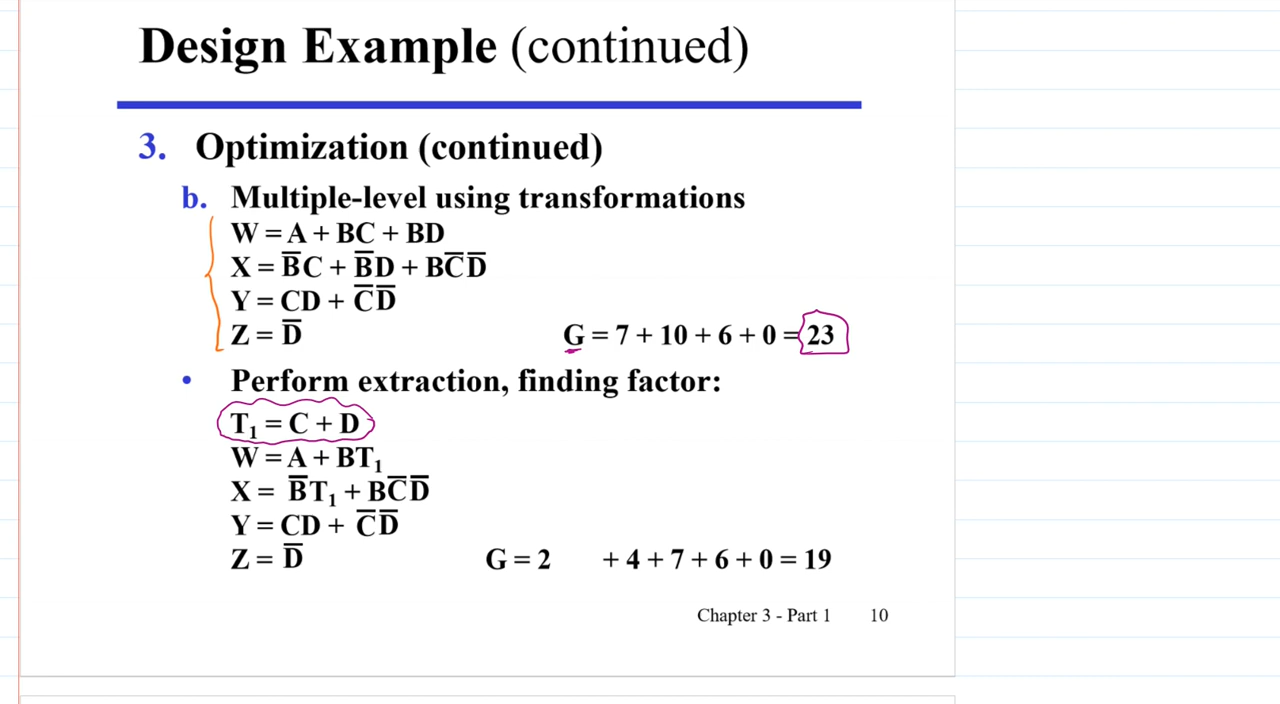 Design Example (continued)
3. Optimization (continued)
b. Multiple-level using transformations
W = A + BC + BD
X = B̅C + B̅D + BC̅D̅
Y = CD + C̅D̅
Z = D̅ G = 7 + 10 + 6 + 0 = 23
• Perform extraction, finding factor:
T₁ = C + D
W = A + BT₁
X = B̅T₁ + BC̅D̅
Y = CD + C̅D̅
Z = D̅ G = 2 + 4 + 7 + 6 + 0 = 19
Chapter 3 - Part 1 10